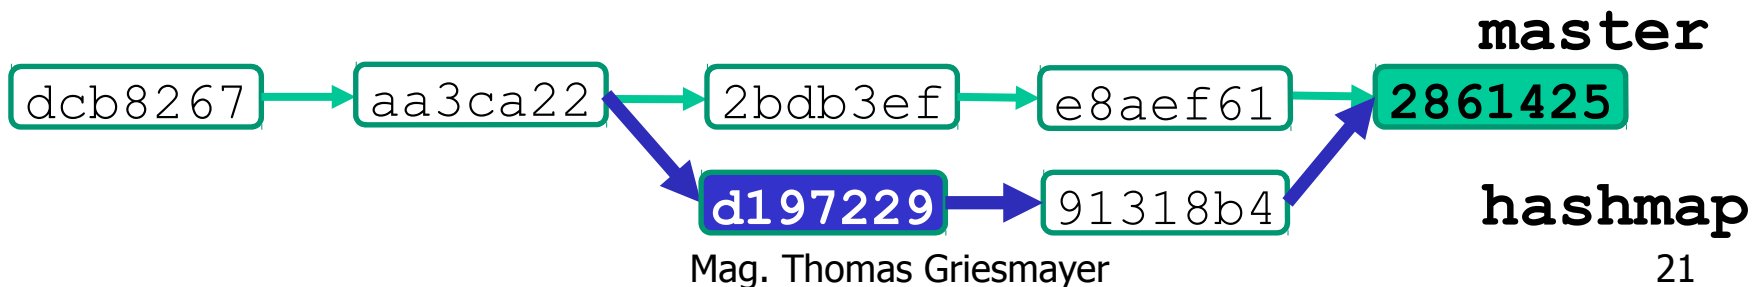 master
dcb8267 aa3ca22 2bdb3ef e8aef61 2861425
d197229 91318b4 hashmap
Mag. Thomas Griesmayer 21